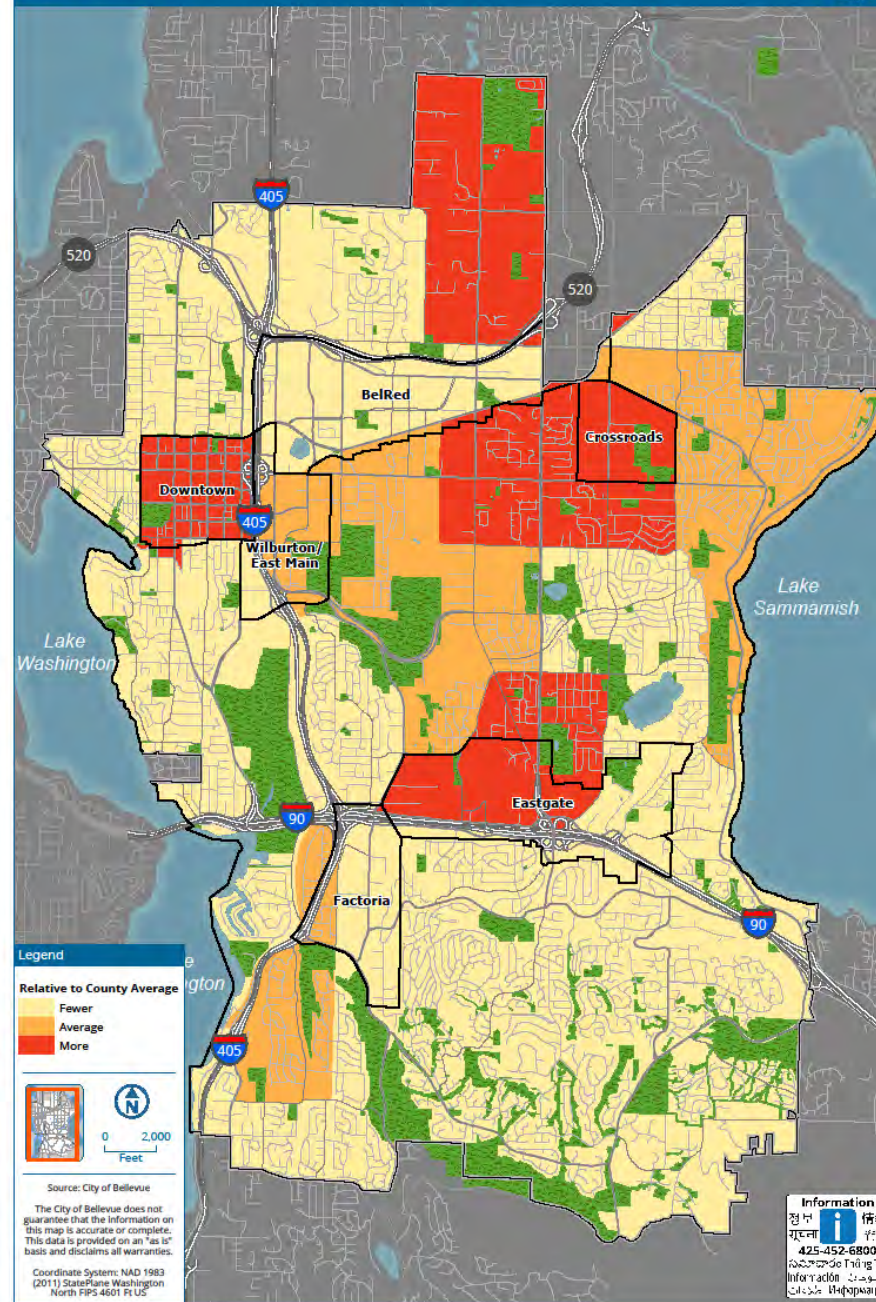 405
520
520
BelRed
Crossroads
Downtown
405
Wilburton/
East Main
Lake
Sammamish
Lake
Washington
Eastgate
90
Factoria
90
405
Legend
Relative to County Average
Fewer
Average
More
N
0 2,000
Feet
Source: City of Bellevue
The City of Bellevue does not
guarantee that the information on
this map is accurate or complete.
This data is provided on an "as is"
basis and disclaims all warranties.
Coordinate System: NAD 1983
(2011) StatePlane Washington
North FIPS 4601 Ft US
Information
425-452-6800
Información